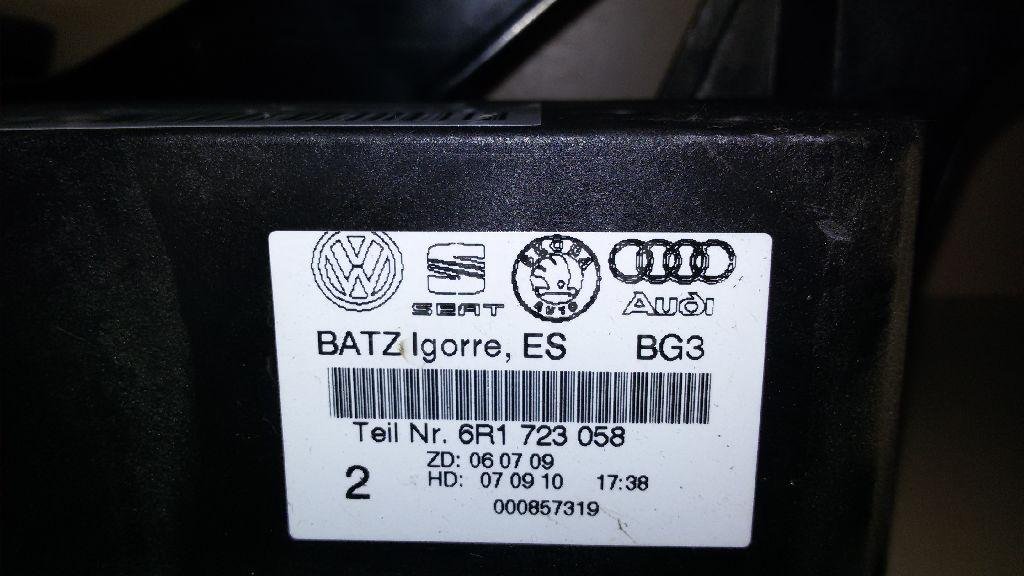 SEAT
SKODA
AUTO
Audi
BATZ Igorre, ES BG3
Teil Nr. 6R1 723 058
ZD: 06 07 09
2 HD: 07 09 10 17:38
000857319